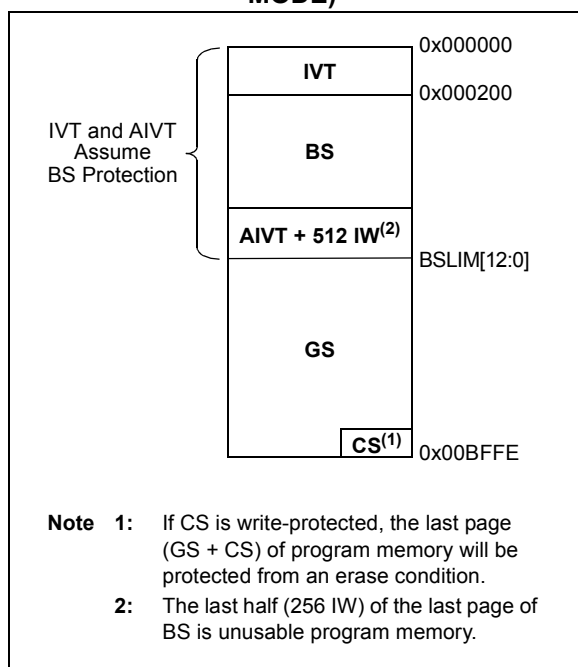 MODE)
0x000000
IVT
0x000200
IVT and AIVT
Assume
BS Protection
BS
AIVT + 512 IW(2)
BSLIM[12:0]
GS
CS(1)
0x00BFFE
Note 1: If CS is write-protected, the last page
(GS + CS) of program memory will be
protected from an erase condition.
2: The last half (256 IW) of the last page of
BS is unusable program memory.